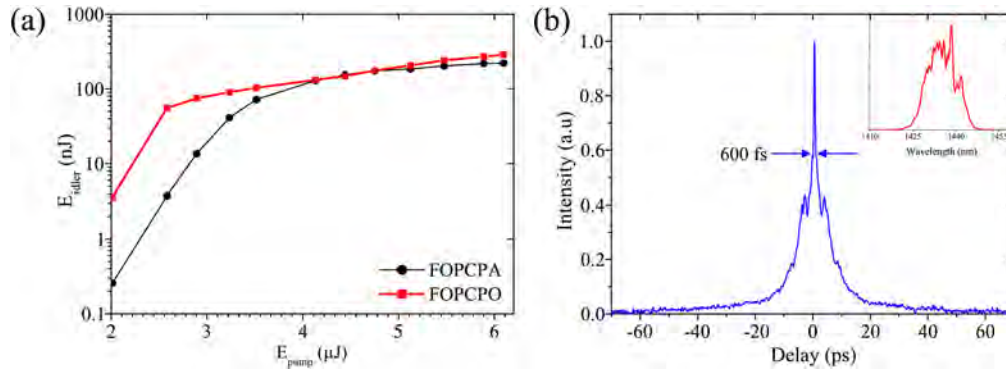 (a)
1000
100
10
1
0.1
E_idler (nJ)
2
3
4
5
6
E_pump (μJ)
FOPCPA
FOPCPO
(b)
1.0
0.8
0.6
0.4
0.2
0.0
Intensity (a.u)
600 fs
-60
-40
-20
0
20
40
60
Delay (ps)
1410
1425
1440
1455
Wavelength (nm)